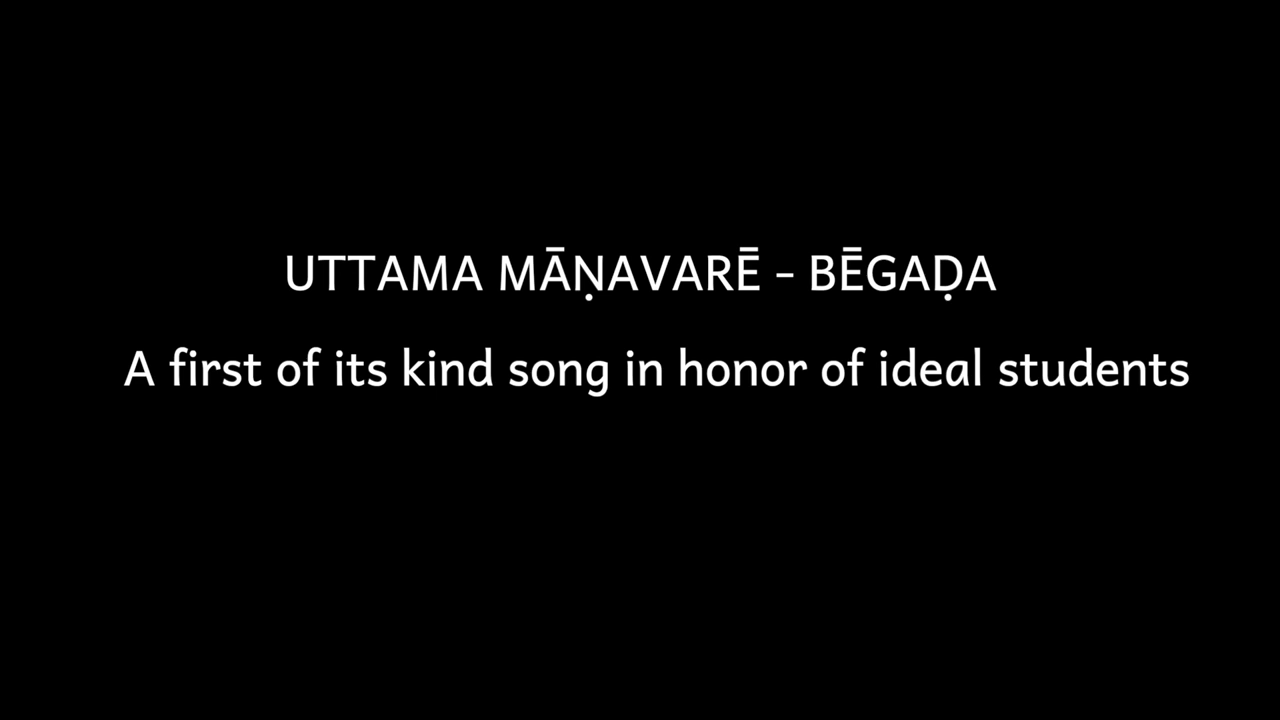 UTTAMA MĀṆAVARĒ - BĒGAḌA
A first of its kind song in honor of ideal students